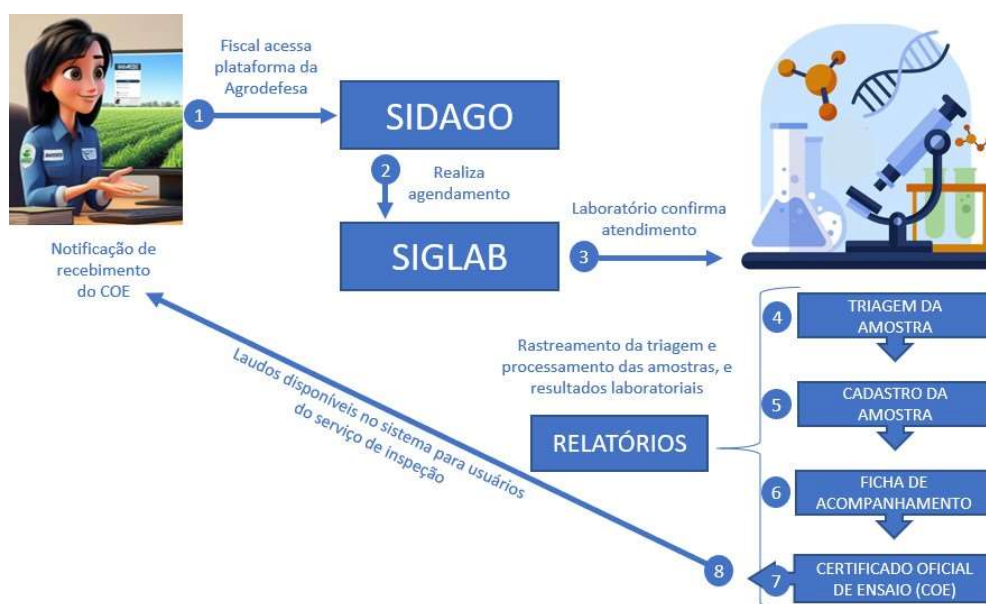 Fiscal acessa
plataforma da
Agrodefesa
1
SIDAGO
2
Realiza
agendamento
SIGLAB
Laboratório confirma
atendimento
3
Notificação de
recebimento
do COE
4
TRIAGEM DA
AMOSTRA
5
CADASTRO DA
AMOSTRA
6
FICHA DE
ACOMPANHAMENTO
7
CERTIFICADO OFICIAL
DE ENSAIO (COE)
Rastreamento da triagem e
processamento das amostras, e
resultados laboratoriais
RELATÓRIOS
8
Laudos disponíveis no sistema para usuários
do serviço de inspeção